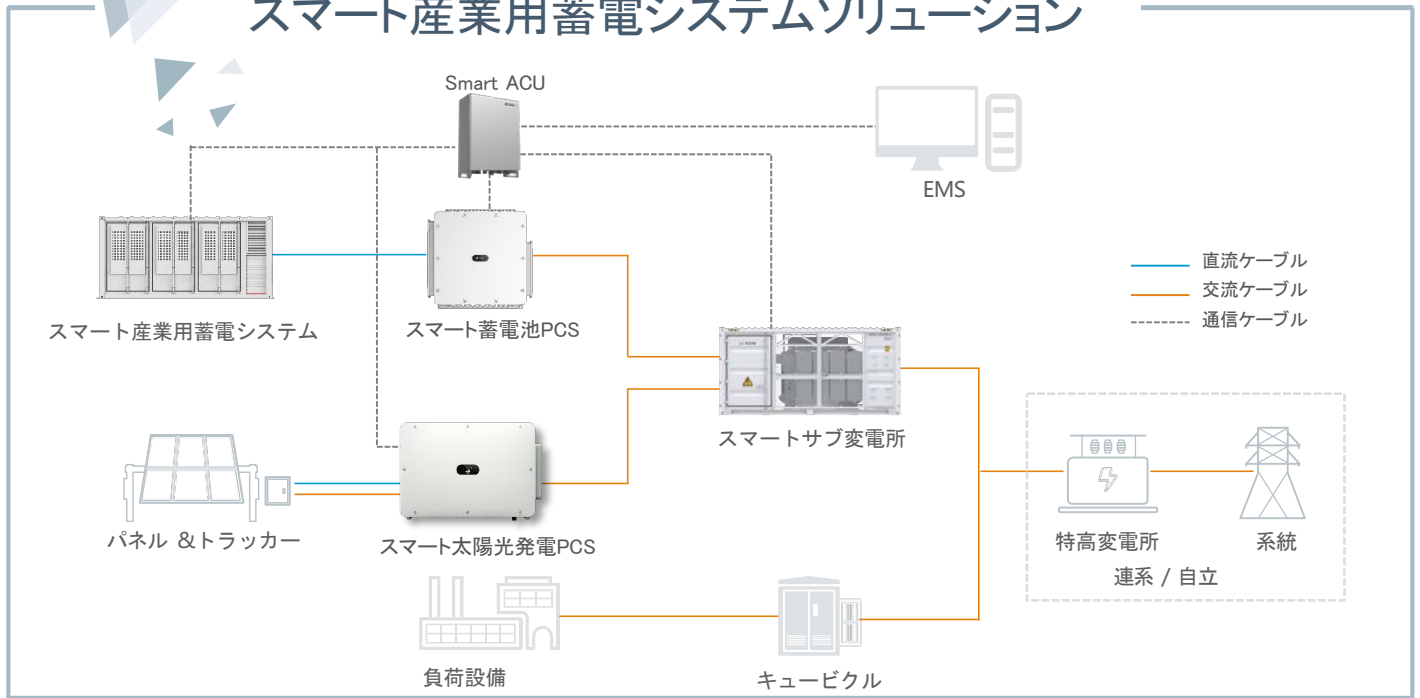 スマート産業用蓄電システムソリューション
Smart ACU
EMS
直流ケーブル
交流ケーブル
通信ケーブル
スマート産業用蓄電システム
スマート蓄電池PCS
スマートサブ変電所
パネル &トラッカー
スマート太陽光発電PCS
特高変電所
系統
連系 / 自立
負荷設備
キュービクル